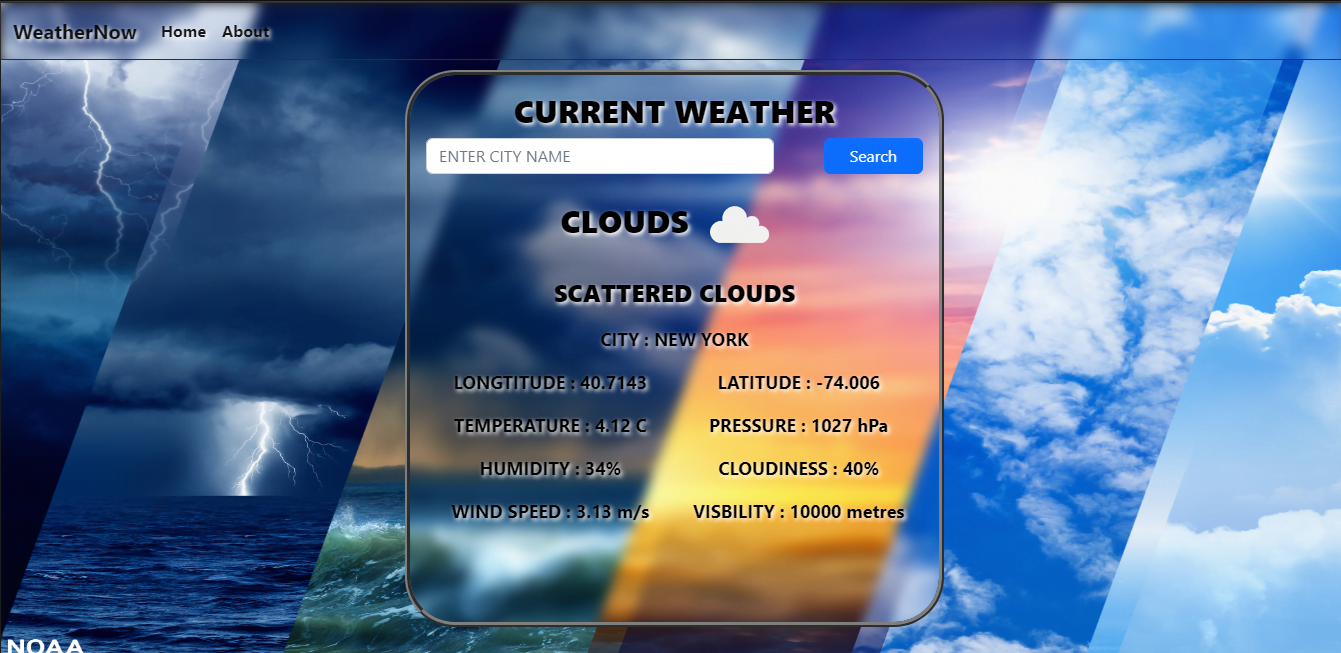 WeatherNow Home About
CURRENT WEATHER
ENTER CITY NAME Search
CLOUDS
SCATTERED CLOUDS
CITY : NEW YORK
LONGTITUDE : 40.7143 LATITUDE : -74.006
TEMPERATURE : 4.12 C PRESSURE : 1027 hPa
HUMIDITY : 34% CLOUDINESS : 40%
WIND SPEED : 3.13 m/s VISBILITY : 10000 metres
NOAA